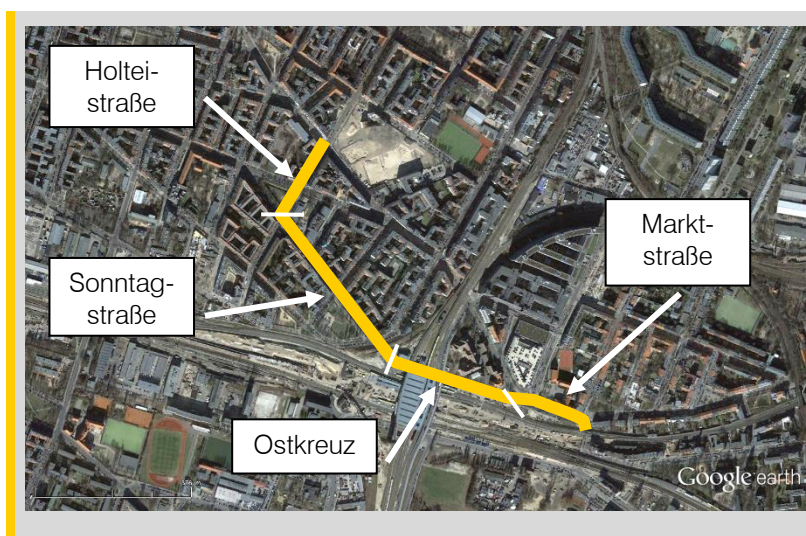 Holtei-
straße
Markt-
straße
Sonntag-
straße
Ostkreuz
Google earth